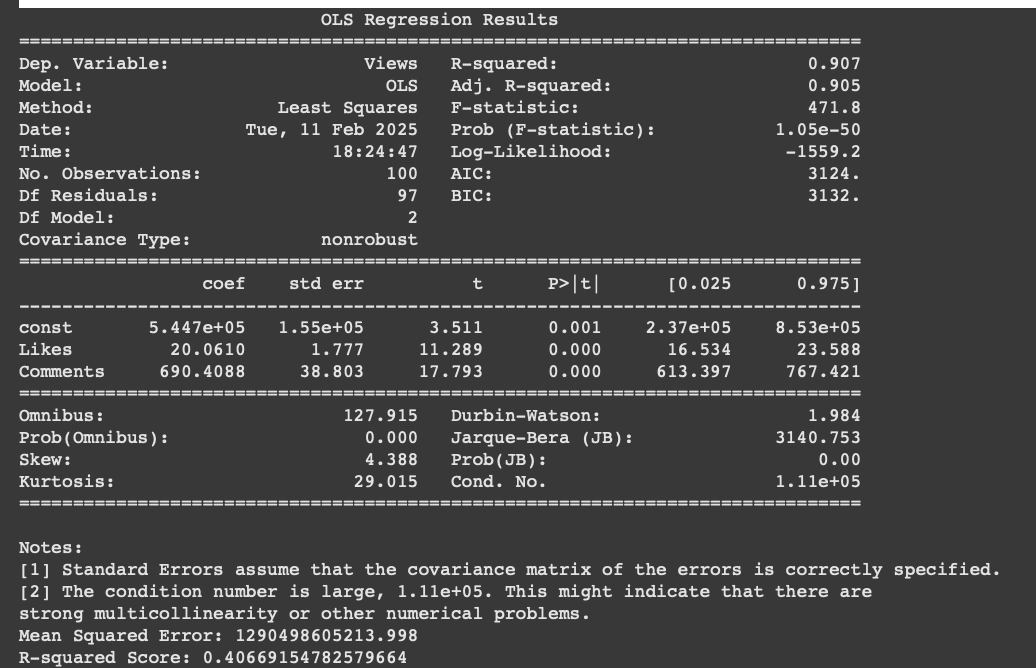 OLS Regression Results
==============================================================================
Dep. Variable:                  Views   R-squared:                       0.907
Model:                            OLS   Adj. R-squared:                  0.905
Method:                 Least Squares   F-statistic:                     471.8
Date:                Tue, 11 Feb 2025   Prob (F-statistic):           1.05e-50
Time:                        18:24:47   Log-Likelihood:                -1559.2
No. Observations:                 100   AIC:                             3124.
Df Residuals:                      97   BIC:                             3132.
Df Model:                           2
Covariance Type:            nonrobust
==============================================================================
                 coef    std err          t      P>|t|      [0.025      0.975]
------------------------------------------------------------------------------
const       5.447e+05   1.55e+05      3.511      0.001    2.37e+05    8.53e+05
Likes         20.0610      1.777     11.289      0.000      16.534      23.588
Comments     690.4088     38.803     17.793      0.000     613.397     767.421
==============================================================================
Omnibus:                      127.915   Durbin-Watson:                   1.984
Prob(Omnibus):                  0.000   Jarque-Bera (JB):             3140.753
Skew:                           4.388   Prob(JB):                         0.00
Kurtosis:                      29.015   Cond. No.                     1.11e+05
==============================================================================
Notes:
[1] Standard Errors assume that the covariance matrix of the errors is correctly specified.
[2] The condition number is large, 1.11e+05. This might indicate that there are
strong multicollinearity or other numerical problems.
Mean Squared Error: 1290498605213.998
R-squared Score: 0.40669154782579664